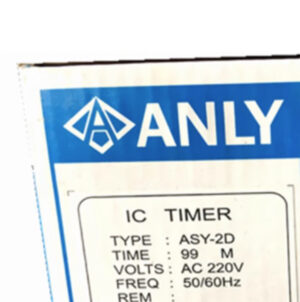 ANLY
IC TIMER
TYPE : ASY-2D
TIME : 99 M
VOLTS : AC 220V
FREQ : 50/60Hz
REM :